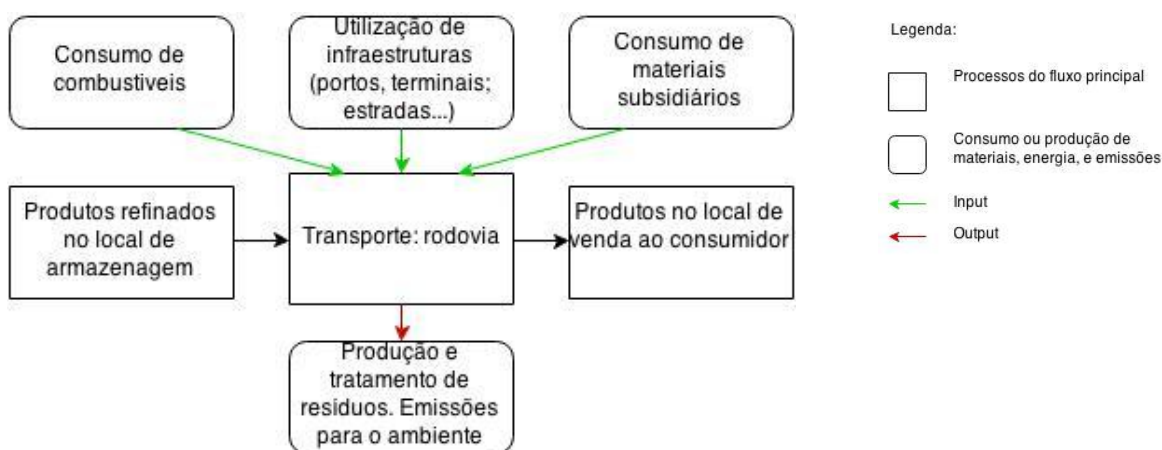 Consumo de
combustiveis
Utilização de
infraestruturas
(portos, terminais;
estradas...)
Consumo de
materiais
subsidiários
Produtos refinados
no local de
armazenagem
Transporte: rodovia
Produtos no local de
venda ao consumidor
Produção e
tratamento de
resíduos. Emissões
para o ambiente
Legenda:
Processos do fluxo principal
Consumo ou produção de
materiais, energia, e emissões
Input
Output